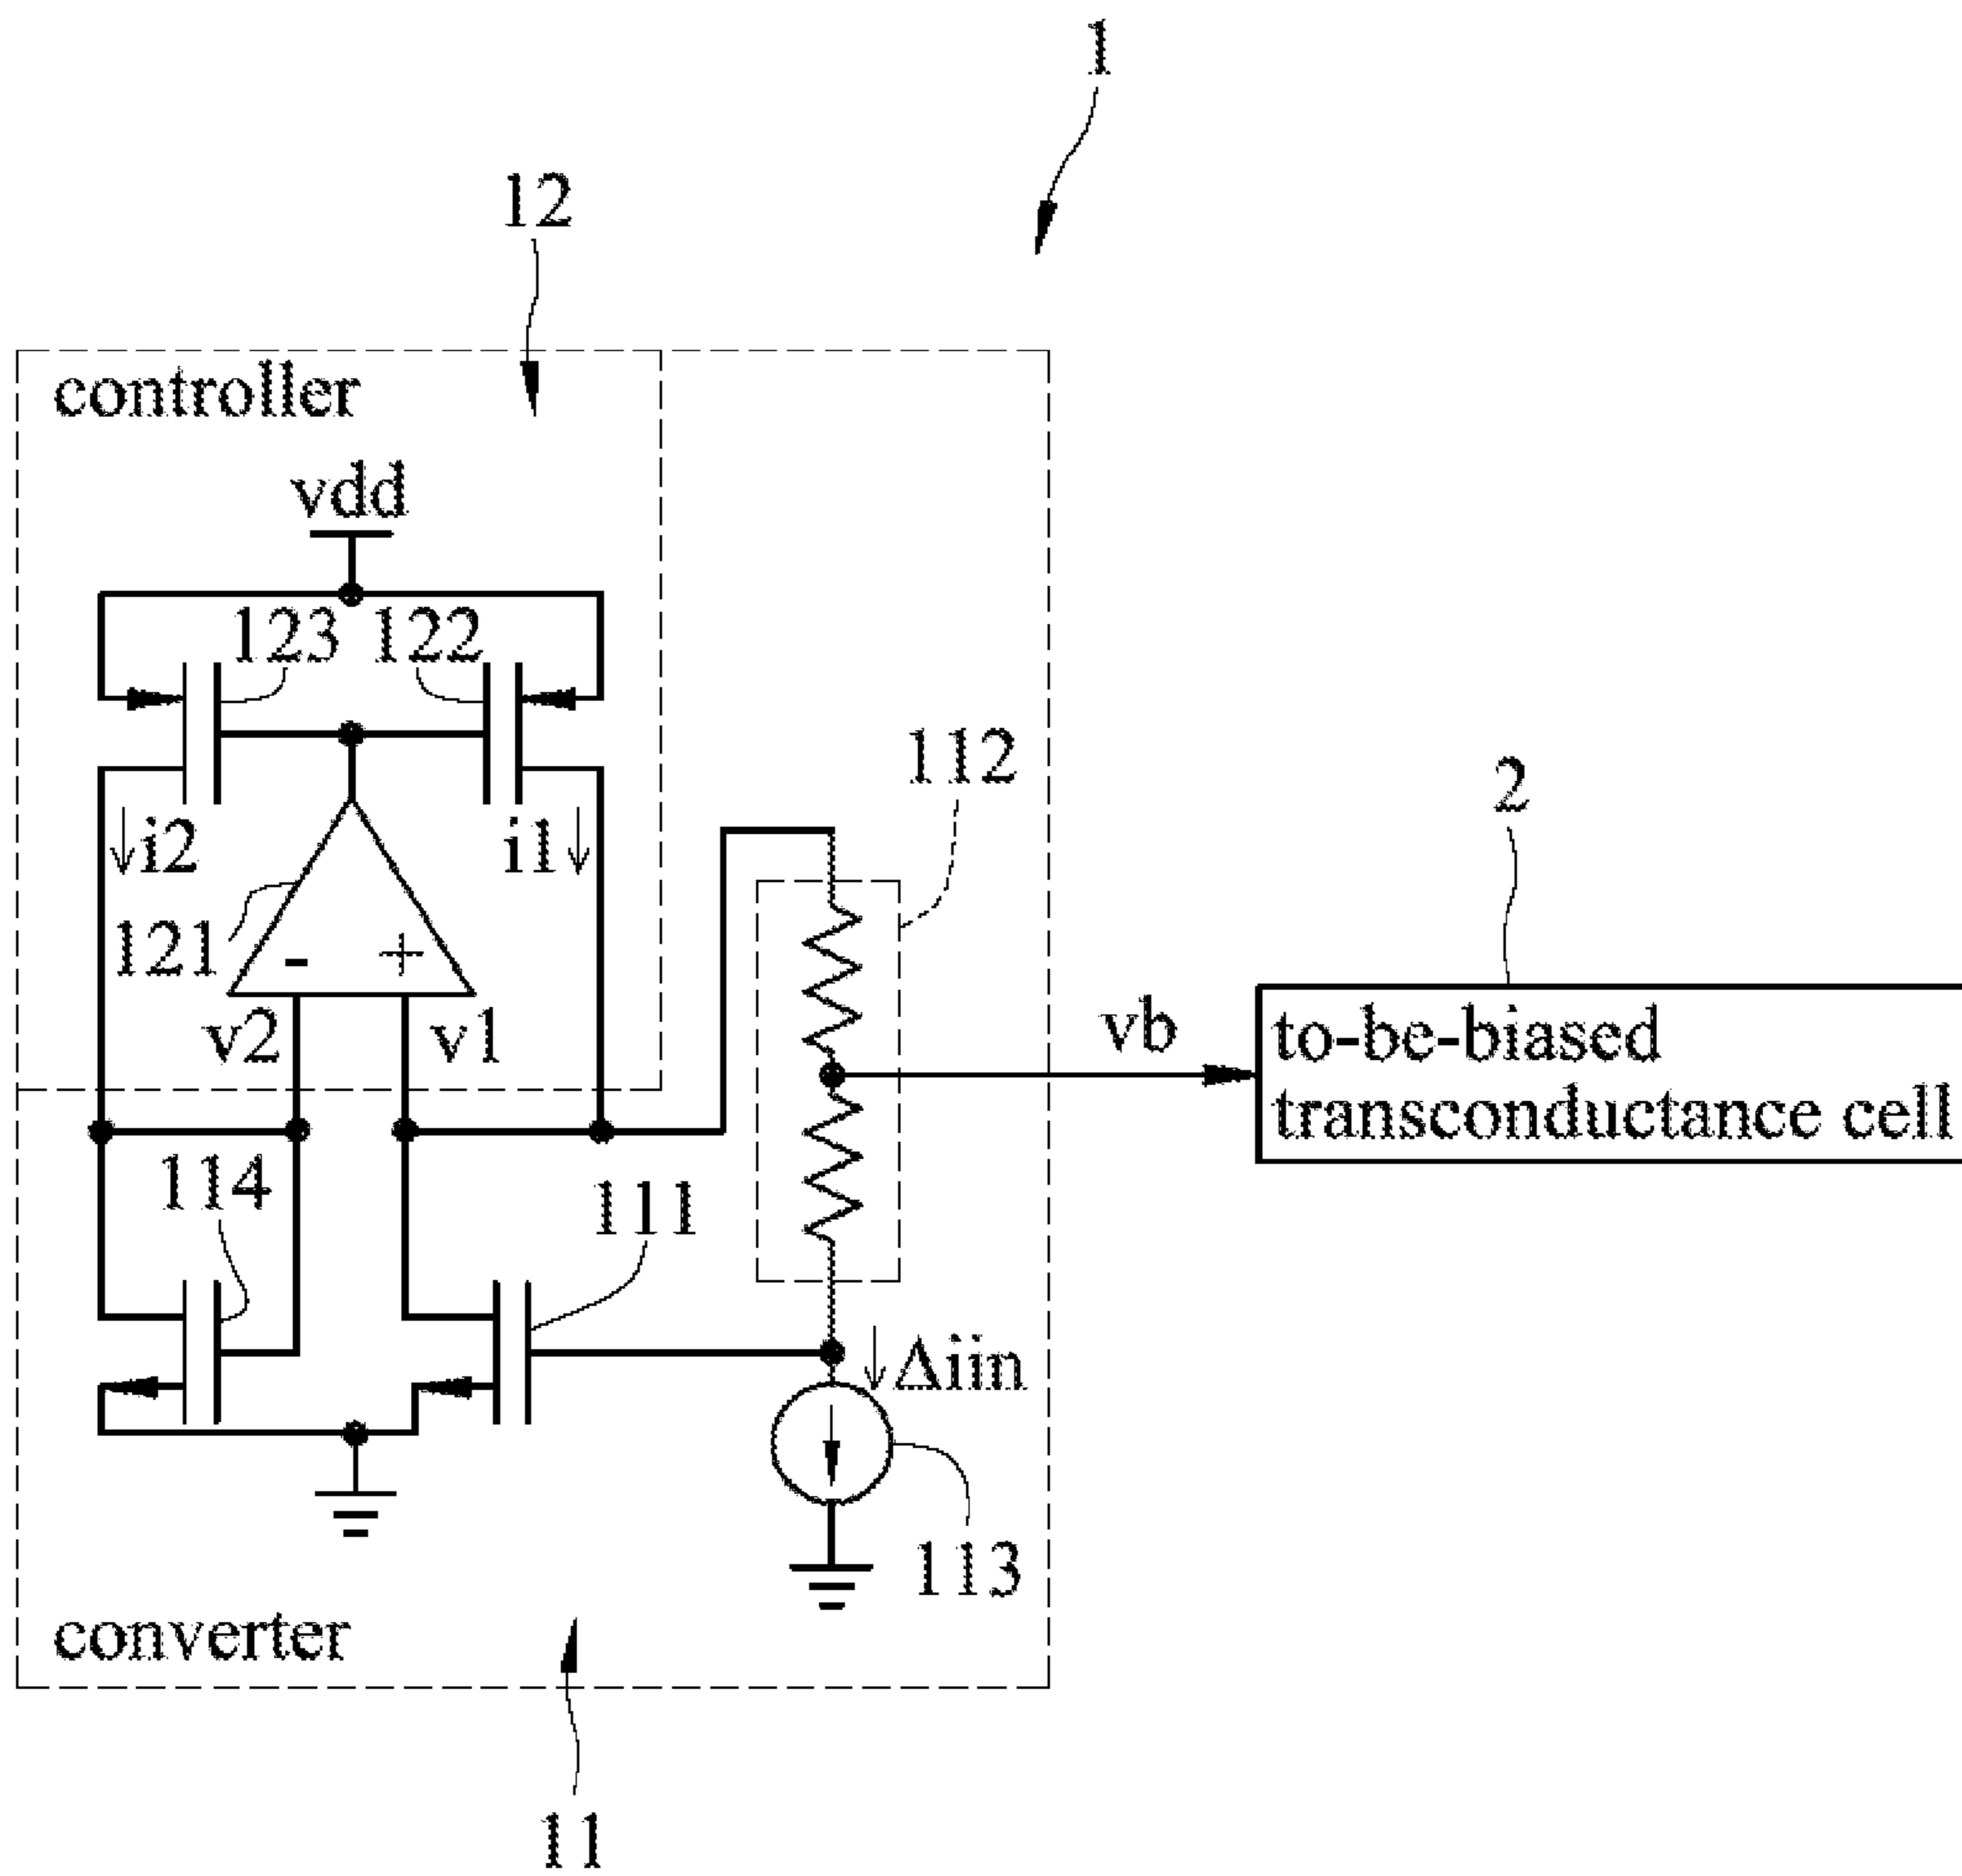 1
12
controller
vdd
123 122
112
2
i2 i1
121 - +
v2 v1
vb
to-be-biased
transconductance cell
114 111
Δiin
113
converter
11